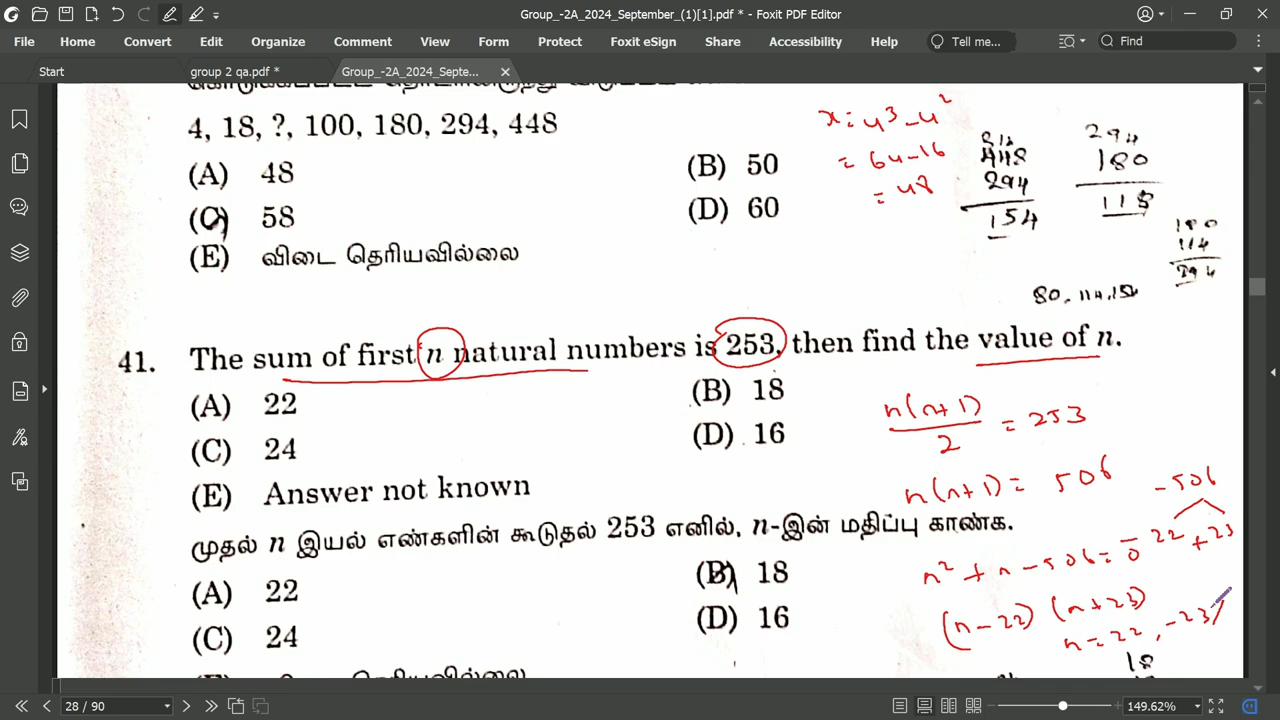 Group_-2A_2024_September_(1)[1].pdf * - Foxit PDF Editor
File Home Convert Edit Organize Comment View Form Protect Foxit eSign Share Accessibility Help Tell me... Find
Start group 2 qa.pdf * Group_-2A_2024_Septe...
4, 18, ?, 100, 180, 294, 448
(A) 48 (B) 50
(C) 58 (D) 60
(E) விடை தெரியவில்லை
x = 4³ - 4²
= 64 - 16
= 48
448
294
154
294
180
115
180
114
294
80, 114, 154
41. The sum of first n natural numbers is 253, then find the value of n.
(A) 22 (B) 18
(C) 24 (D) 16
(E) Answer not known
n(n+1)/2 = 253
n(n+1) = 506
-506
-22 +23
n² + n - 506 = 0
(n-22) (n+23)
n = 22, -23
18
முதல் n இயல் எண்களின் கூடுதல் 253 எனில், n-இன் மதிப்பு காண்க.
(A) 22 (B) 18
(C) 24 (D) 16
28 / 90 149.62%